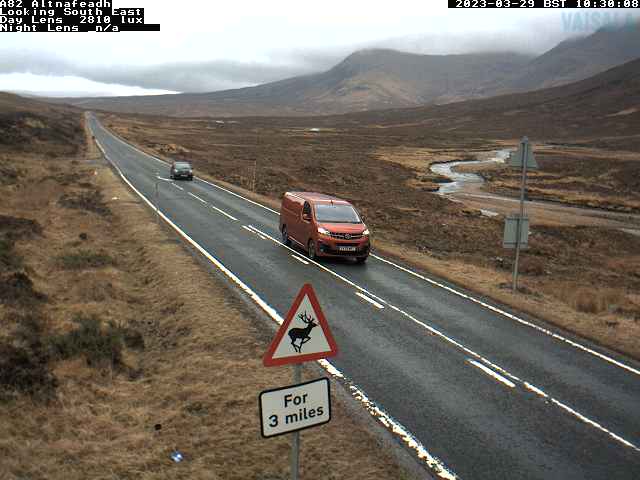 A82 Altnafeadh
Looking South East
Day Lens 2810 lux
Night Lens n/a
2023-03-29 BST 10:30:08
VAISALA
For
3 miles